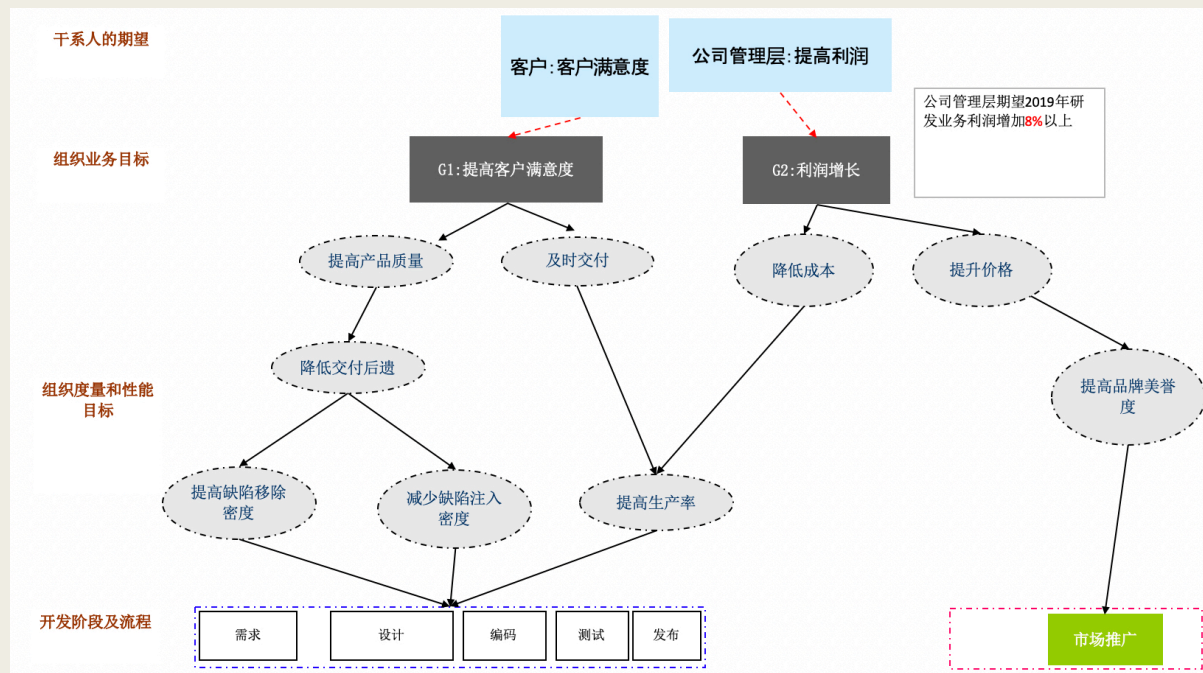 干系人的期望
客户:客户满意度
公司管理层:提高利润
公司管理层期望2019年研
发业务利润增加8%以上
组织业务目标
G1:提高客户满意度
G2:利润增长
提高产品质量
及时交付
降低成本
提升价格
降低交付后遗
组织度量和性能
目标
提高品牌美誉
度
提高缺陷移除
密度
减少缺陷注入
密度
提高生产率
开发阶段及流程
需求
设计
编码
测试
发布
市场推广